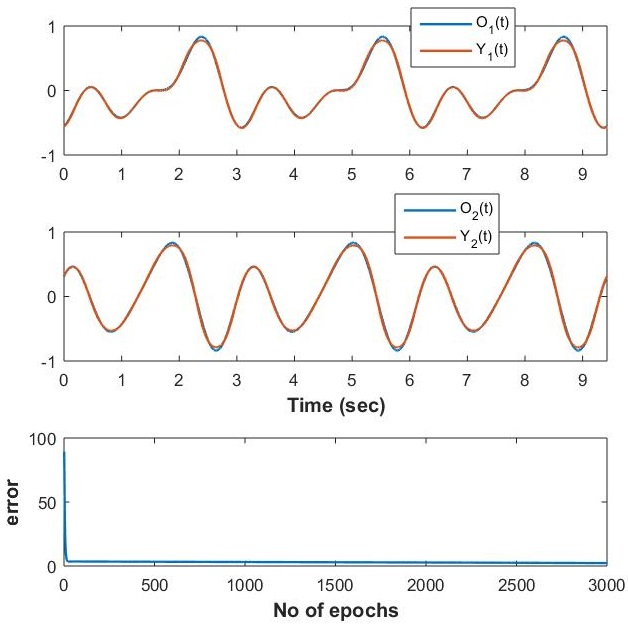 1
O1(t)
Y1(t)
0
-1
0 1 2 3 4 5 6 7 8 9
O2(t)
1
Y2(t)
0
-1
0 1 2 3 4 5 6 7 8 9
Time (sec)
100
50
error
0
0 500 1000 1500 2000 2500 3000
No of epochs